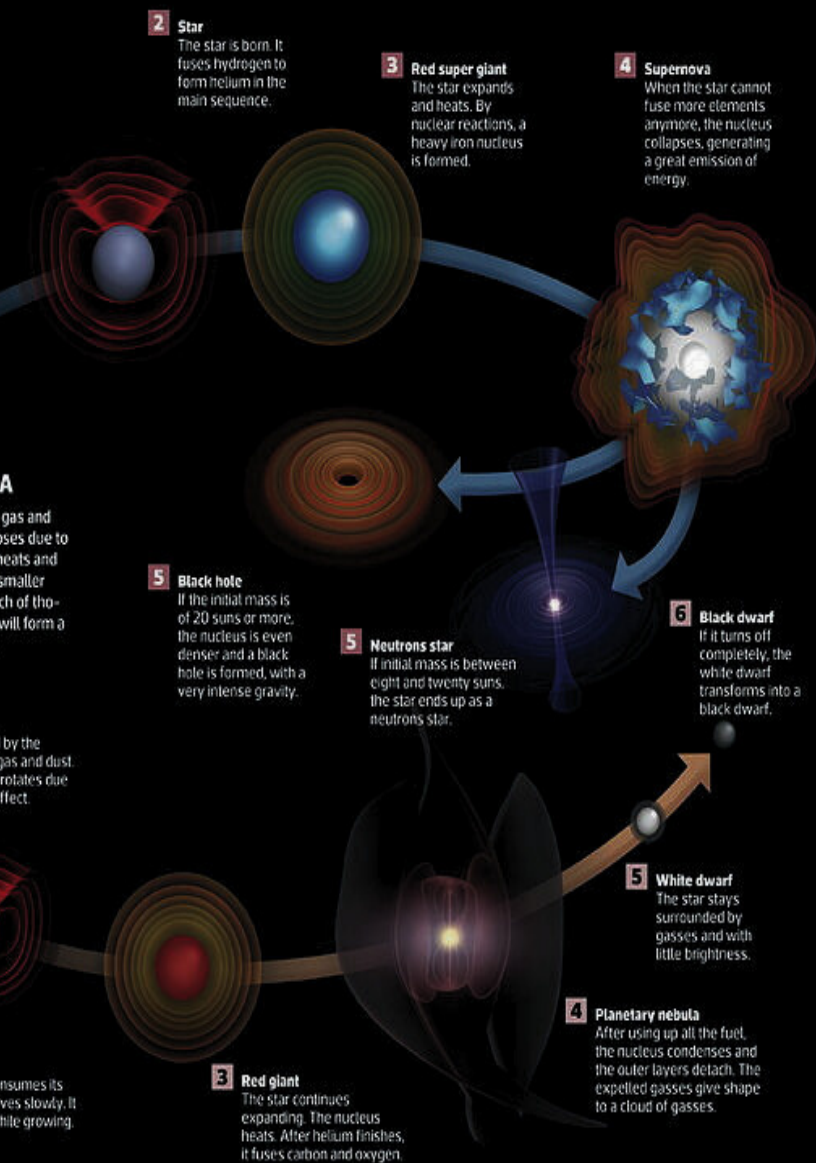 2 Star
The star is born. It
fuses hydrogen to
form helium in the
main sequence.
3 Red super giant
The star expands
and heats. By
nuclear reactions, a
heavy iron nucleus
is formed.
4 Supernova
When the star cannot
fuse more elements
anymore, the nucleus
collapses, generating
a great emission of
energy.
A
gas and
oses due to
heats and
smaller
ch of tho-
will form a
5 Black hole
If the initial mass is
of 20 suns or more,
the nucleus is even
denser and a black
hole is formed, with a
very intense gravity.
5 Neutrons star
If initial mass is between
eight and twenty suns,
the star ends up as a
neutrons star.
6 Black dwarf
If it turns off
completely, the
white dwarf
transforms into a
black dwarf.
by the
gas and dust.
rotates due
ffect.
5 White dwarf
The star stays
surrounded by
gasses and with
little brightness.
4 Planetary nebula
After using up all the fuel,
the nucleus condenses and
the outer layers detach. The
expelled gasses give shape
to a cloud of gasses.
nsumes its
ves slowly. It
hile growing.
3 Red giant
The star continues
expanding. The nucleus
heats. After helium finishes,
it fuses carbon and oxygen.